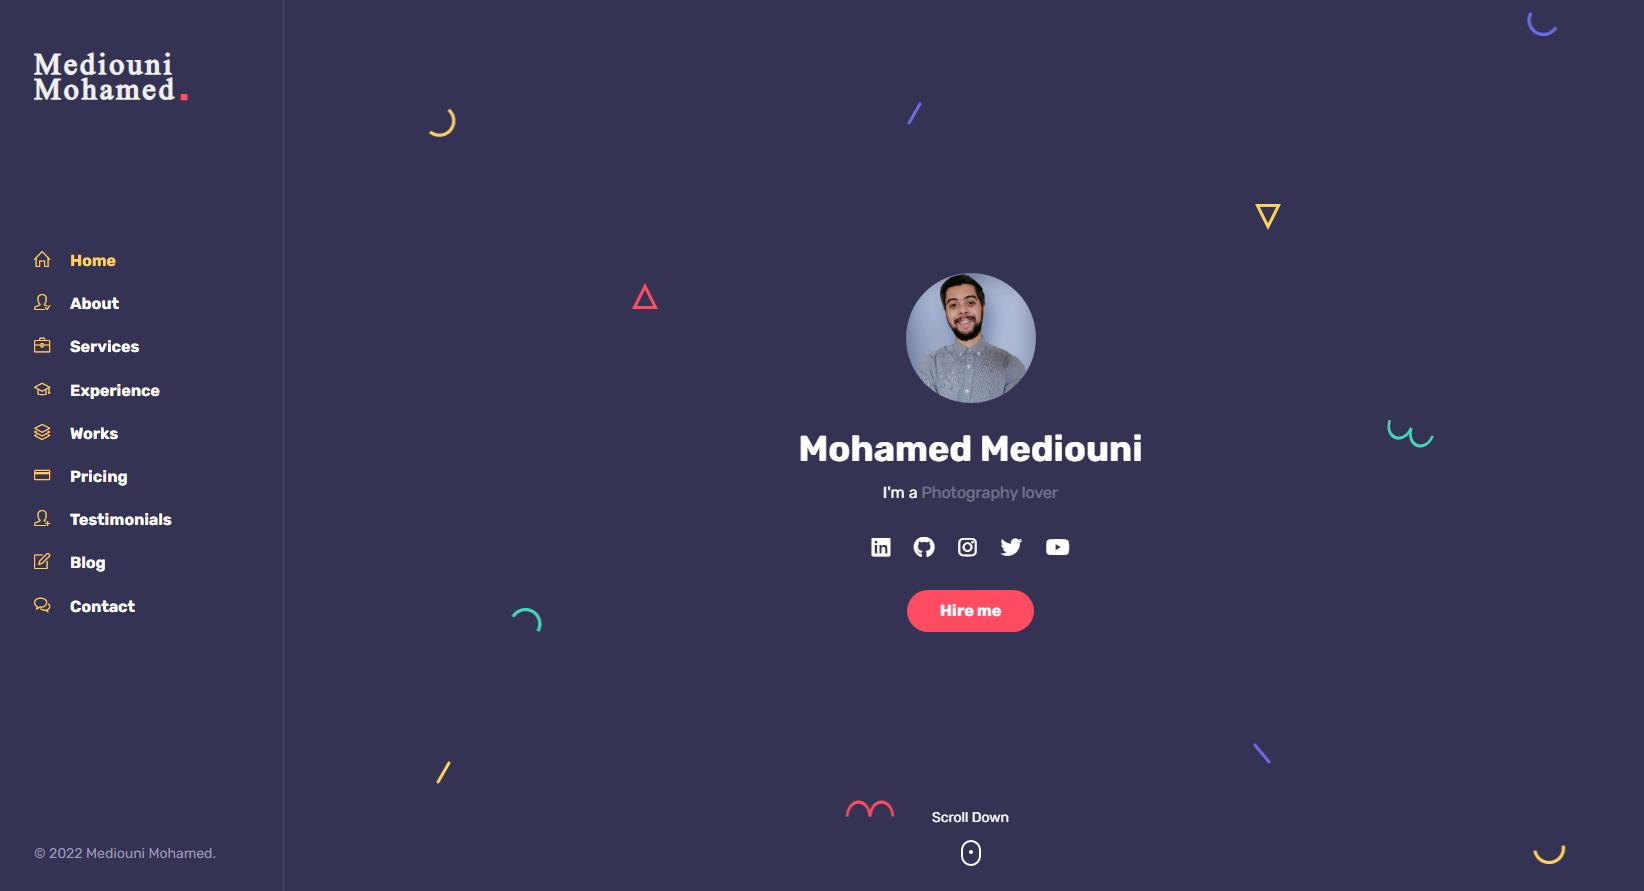 Mediouni
Mohamed.
Home
About
Services
Experience
Works
Pricing
Testimonials
Blog
Contact
© 2022 Mediouni Mohamed.
Mohamed Mediouni
I'm a Photography lover
Hire me
Scroll Down